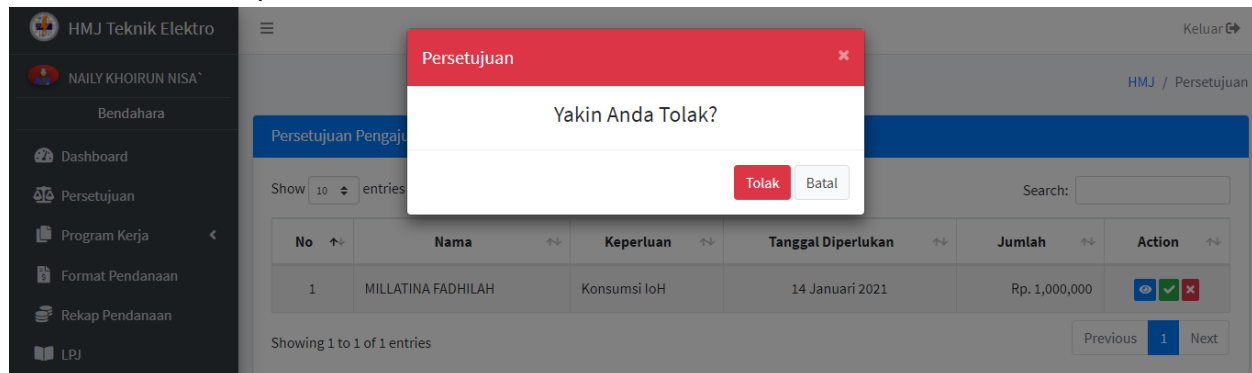 HMJ Teknik Elektro
Keluar
NAILY KHOIRUN NISA`
Bendahara
Dashboard
Persetujuan
Program Kerja
Format Pendanaan
Rekap Pendanaan
LPJ
Persetujuan
×
Yakin Anda Tolak?
Tolak Batal
HMJ / Persetujuan
Persetujuan Pengaju
Show 10 entries
Search:
No Nama Keperluan Tanggal Diperlukan Jumlah Action
1 MILLATINA FADHILAH Konsumsi IoH 14 Januari 2021 Rp. 1,000,000
Showing 1 to 1 of 1 entries
Previous 1 Next